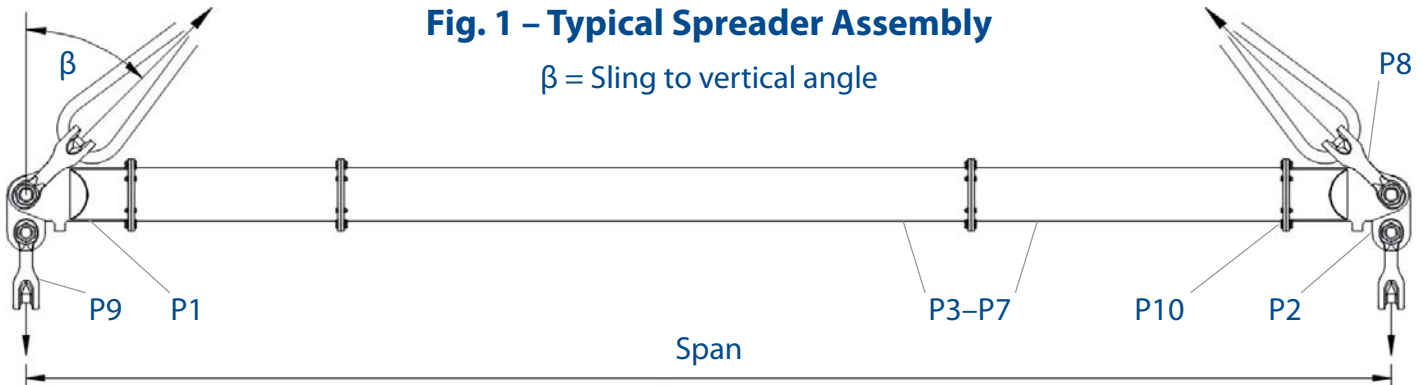 Fig. 1 – Typical Spreader Assembly
β
β = Sling to vertical angle
P8
P9
P1
P3–P7
P10
P2
Span